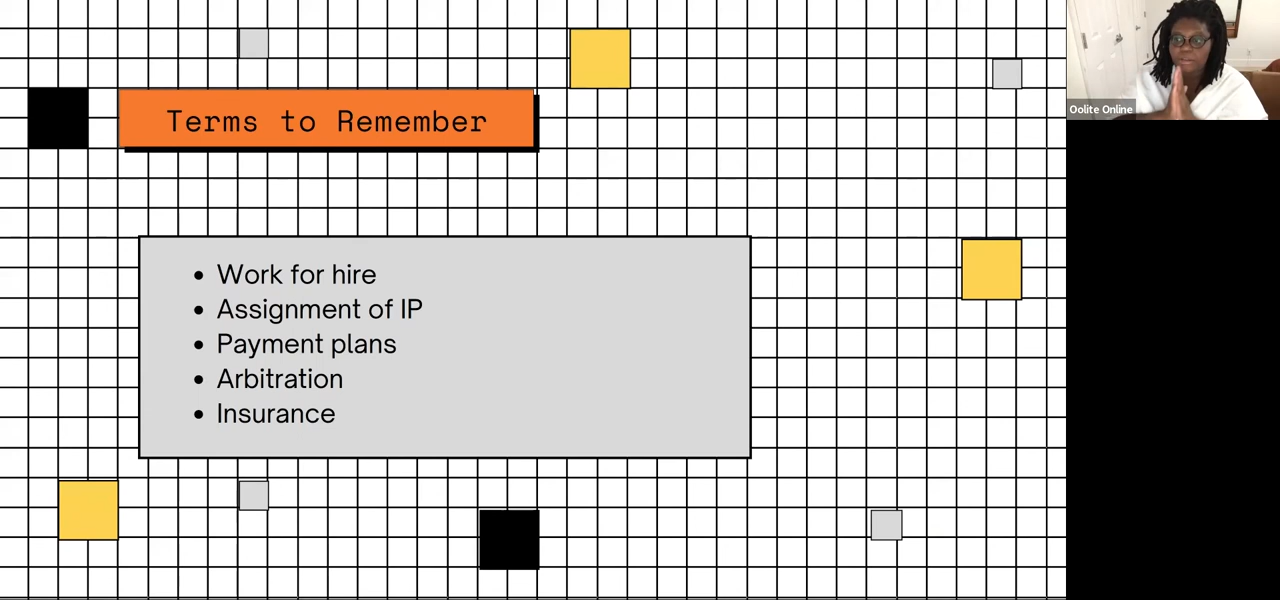 Terms to Remember
Work for hire
Assignment of IP
Payment plans
Arbitration
Insurance
Oolite Online